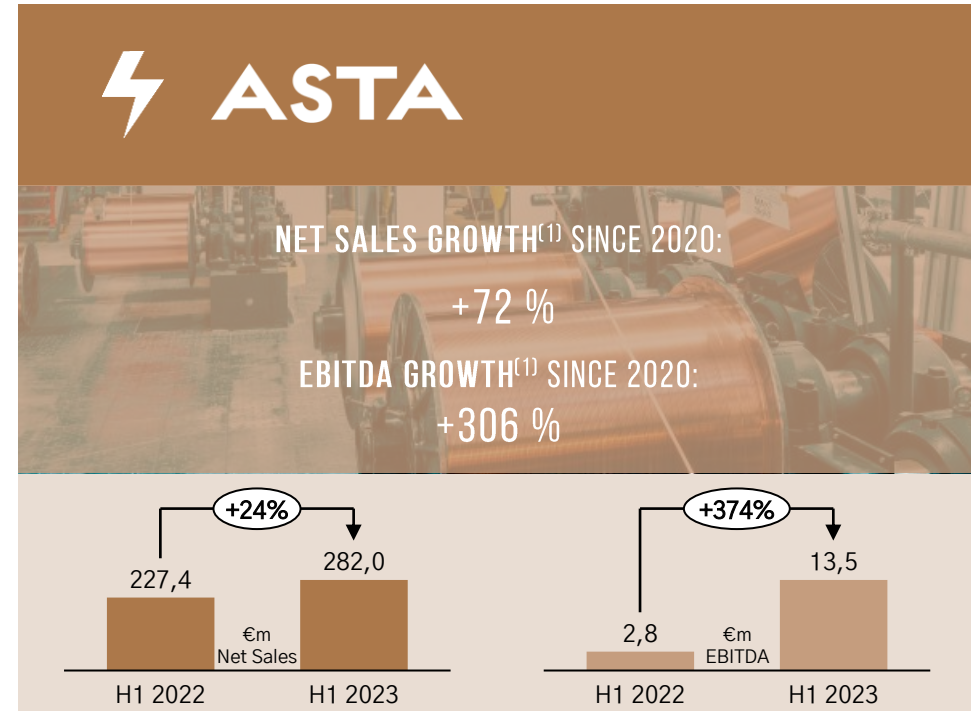 ASTA
NET SALES GROWTH(1) SINCE 2020:
+72 %
EBITDA GROWTH(1) SINCE 2020:
+306 %
+24%
227,4
282,0
€m
Net Sales
H1 2022
H1 2023
+374%
2,8
13,5
€m
EBITDA
H1 2022
H1 2023